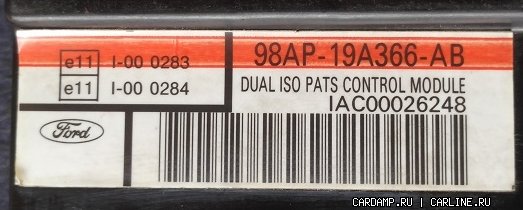 e11 I-00 0283
e11 I-00 0284
98AP-19A366-AB
DUAL ISO PATS CONTROL MODULE
IAC00026248
Ford
CARDAMP.RU | CARLINE.RU